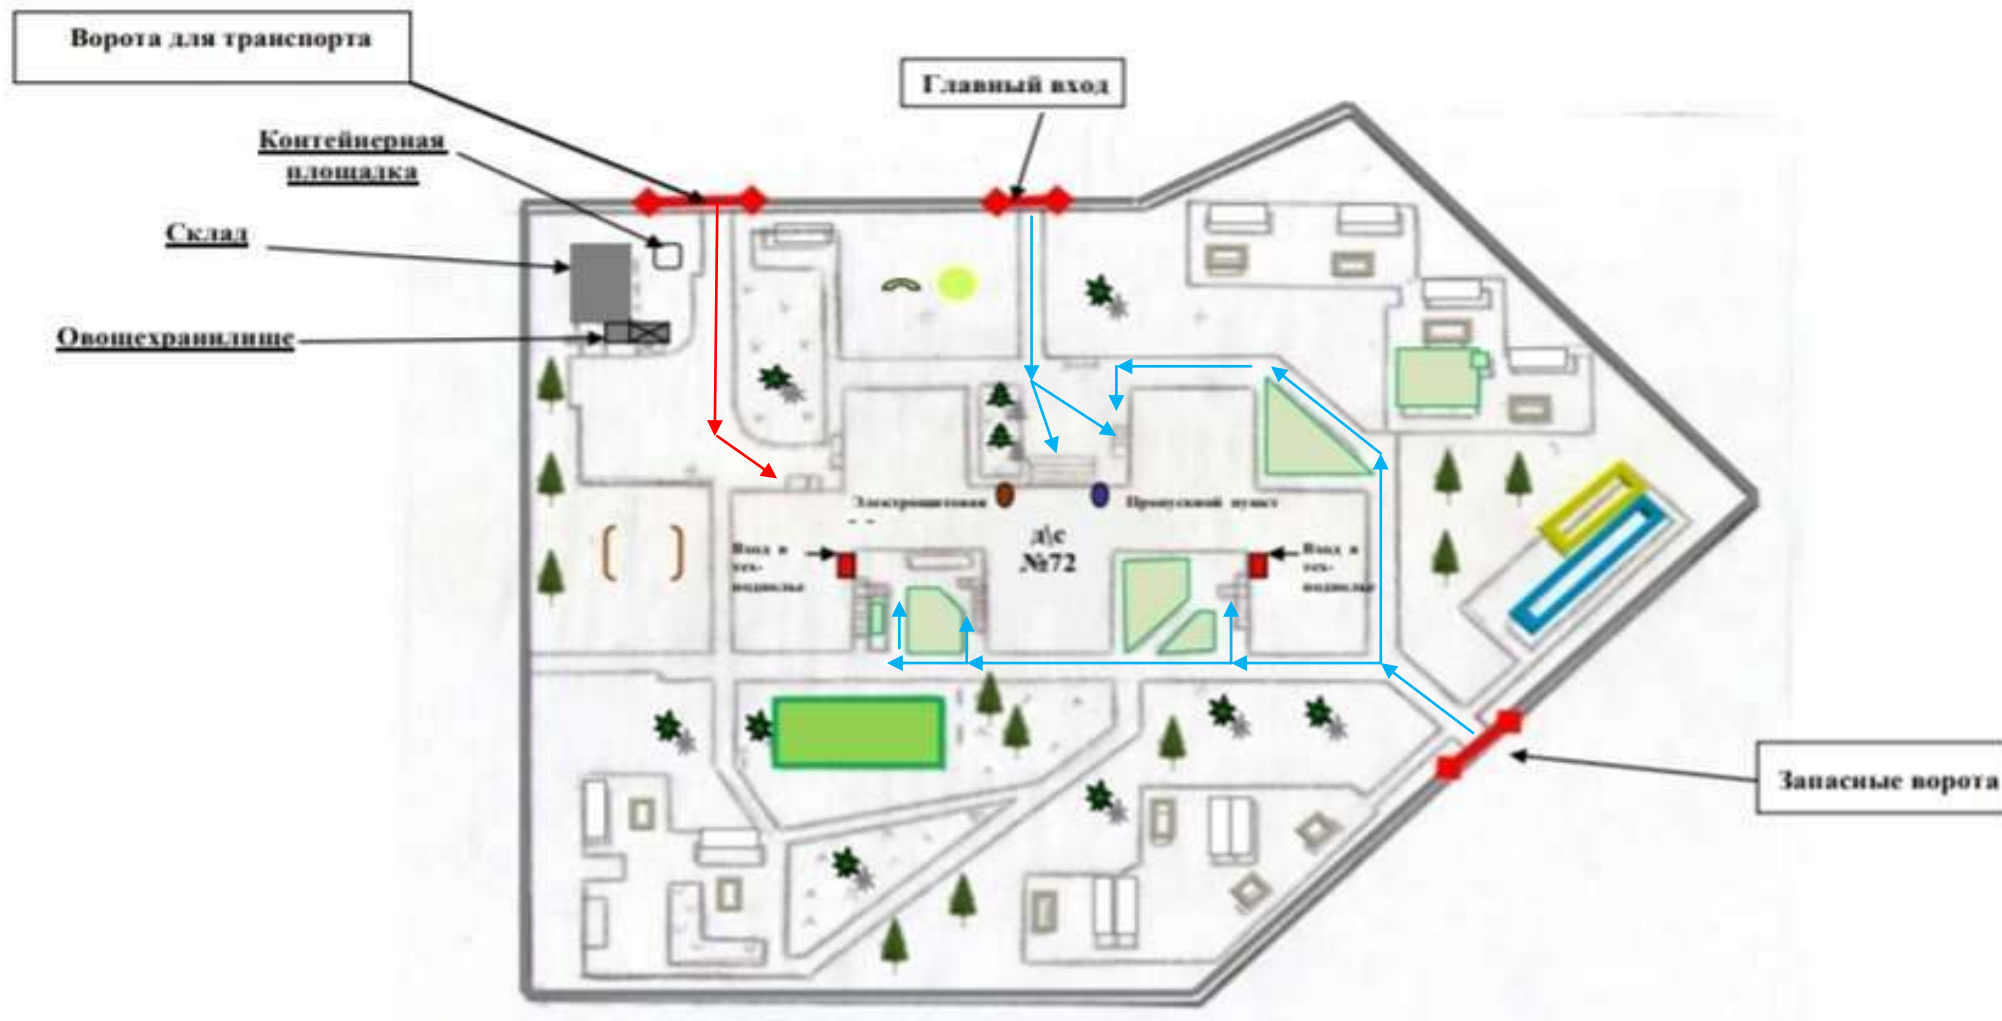 Ворота для транспорта
Главный вход
Контейнерная
площадка
Склад
Овощехранилище
Электрощитовая
Пропускной пункт
д\с
№72
Вход в
тех-
подполье
Вход в
тех-
подполье
Запасные ворота